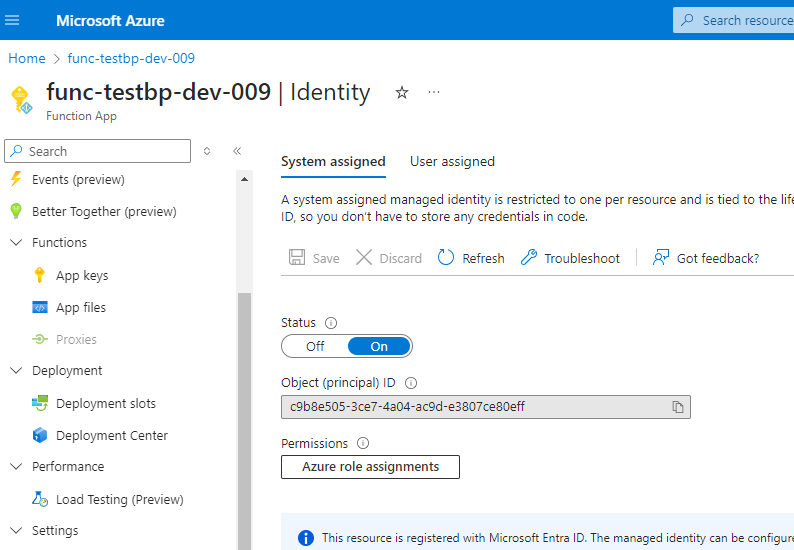 Microsoft Azure
Search resource
Home > func-testbp-dev-009
func-testbp-dev-009 | Identity
Function App
Search
Events (preview)
Better Together (preview)
Functions
App keys
App files
Proxies
Deployment
Deployment slots
Deployment Center
Performance
Load Testing (Preview)
Settings
System assigned
User assigned
A system assigned managed identity is restricted to one per resource and is tied to the life
ID, so you don't have to store any credentials in code.
Save
Discard
Refresh
Troubleshoot
Got feedback?
Status
Off
On
Object (principal) ID
c9b8e505-3ce7-4a04-ac9d-e3807ce80eff
Permissions
Azure role assignments
This resource is registered with Microsoft Entra ID. The managed identity can be configure